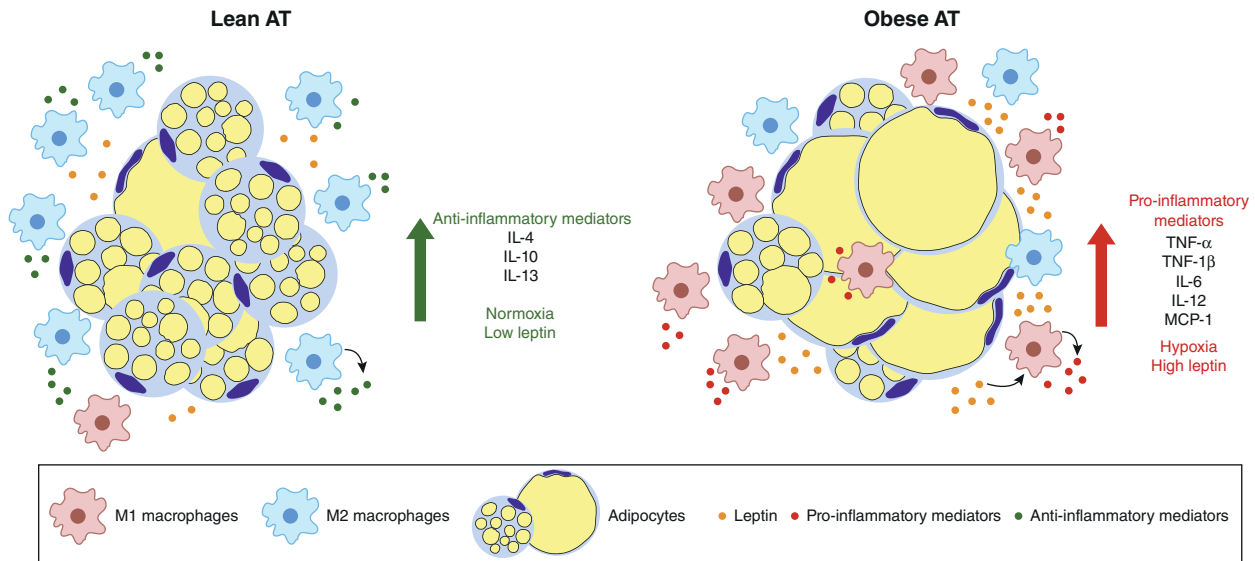 Lean AT
Obese AT
Anti-inflammatory mediators
IL-4
IL-10
IL-13
Normoxia
Low leptin
Pro-inflammatory
mediators
TNF-α
TNF-1β
IL-6
IL-12
MCP-1
Hypoxia
High leptin
M1 macrophages
M2 macrophages
Adipocytes
Leptin
Pro-inflammatory mediators
Anti-inflammatory mediators